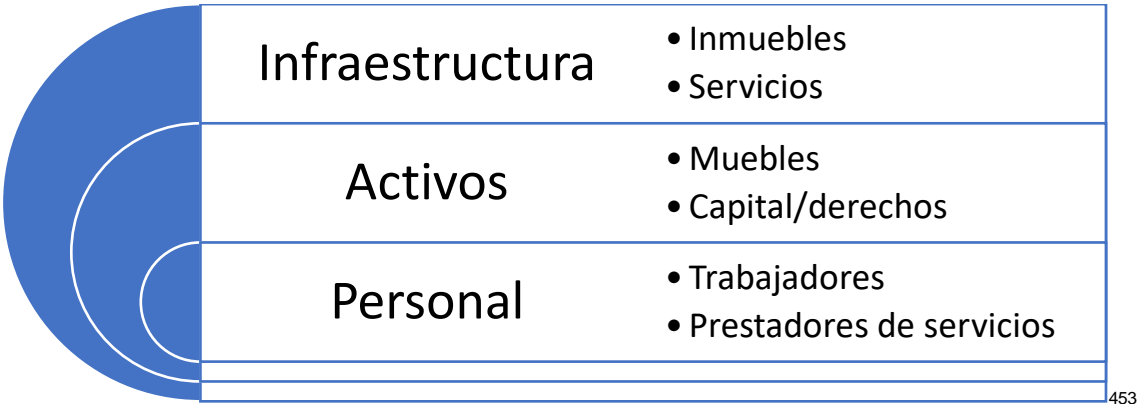 Infraestructura
• Inmuebles
• Servicios
Activos
• Muebles
• Capital/derechos
Personal
• Trabajadores
• Prestadores de servicios
453